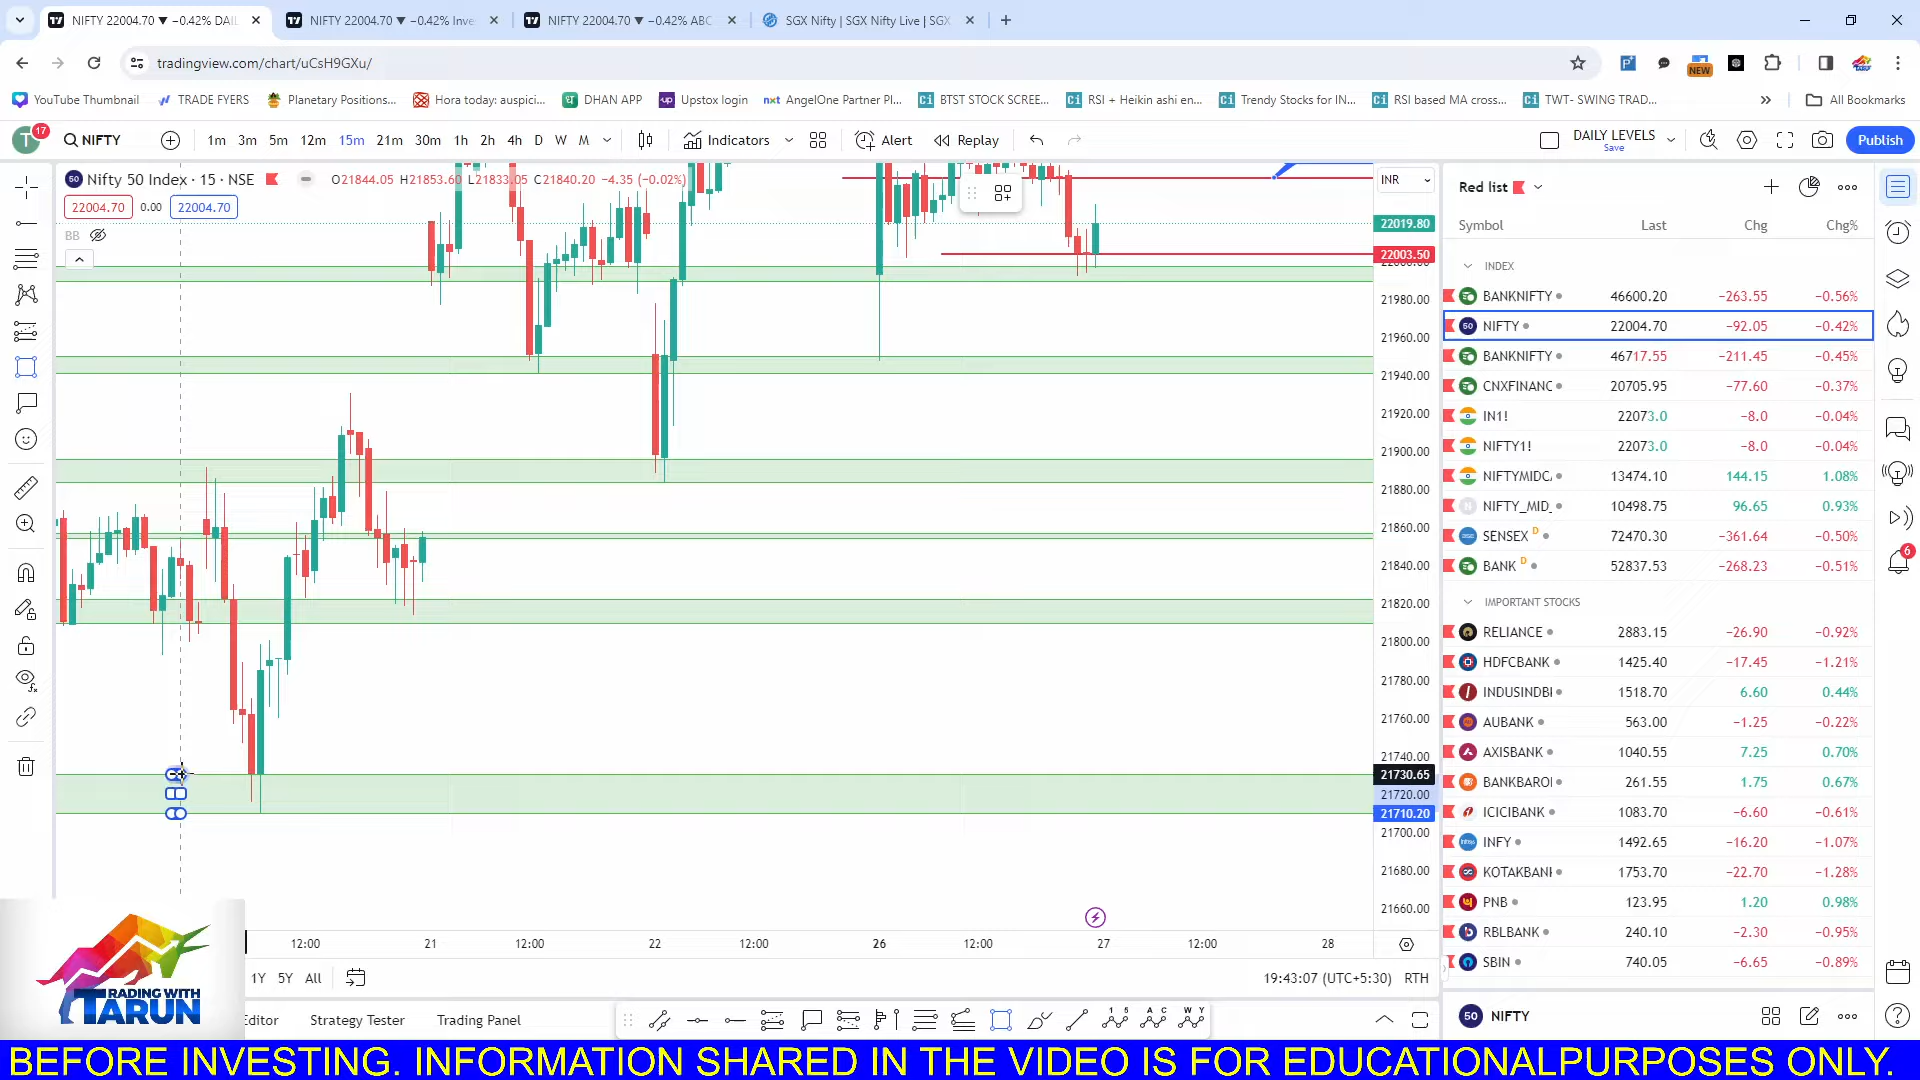 NIFTY 22004.70 ▼ −0.42% DAIL
NIFTY 22004.70 ▼ −0.42% Inve
NIFTY 22004.70 ▼ −0.42% ABC
SGX Nifty | SGX Nifty Live | SGX
tradingview.com/chart/uCsH9GXu/
NEW
YouTube Thumbnail
TRADE FYERS
Planetary Positions...
Hora today: auspici...
DHAN APP
Upstox login
AngelOne Partner Pl...
BTST STOCK SCREE...
RSI + Heikin ashi en...
Trendy Stocks for IN...
RSI based MA cross...
TWT- SWING TRAD...
All Bookmarks
T 17
NIFTY
1m 3m 5m 12m 15m 21m 30m 1h 2h 4h D W M
Indicators
Alert
Replay
DAILY LEVELS
Save
Publish
Nifty 50 Index · 15 · NSE
O21844.05 H21853.60 L21833.05 C21840.20 −4.35 (−0.02%)
22004.70 0.00 22004.70
BB
INR
22019.80
22003.50
21980.00
21960.00
21940.00
21920.00
21900.00
21880.00
21860.00
21840.00
21820.00
21800.00
21780.00
21760.00
21740.00
21730.65
21720.00
21710.20
21700.00
21680.00
21660.00
12:00 21 12:00 22 12:00 26 12:00 27 12:00 28
1Y 5Y All
19:43:07 (UTC+5:30) RTH
Editor
Strategy Tester
Trading Panel
Red list
Symbol Last Chg Chg%
INDEX
BANKNIFTY 46600.20 −263.55 −0.56%
NIFTY 22004.70 −92.05 −0.42%
BANKNIFTY 46717.55 −211.45 −0.45%
CNXFINANC 20705.95 −77.60 −0.37%
IN1! 22073.0 −8.0 −0.04%
NIFTY1! 22073.0 −8.0 −0.04%
NIFTYMIDC 13474.10 144.15 1.08%
NIFTY_MID_ 10498.75 96.65 0.93%
SENSEX D 72470.30 −361.64 −0.50%
BANK D 52837.53 −268.23 −0.51%
IMPORTANT STOCKS
RELIANCE 2883.15 −26.90 −0.92%
HDFCBANK 1425.40 −17.45 −1.21%
INDUSINDBI 1518.70 6.60 0.44%
AUBANK 563.00 −1.25 −0.22%
AXISBANK 1040.55 7.25 0.70%
BANKBAROI 261.55 1.75 0.67%
ICICIBANK 1083.70 −6.60 −0.61%
INFY 1492.65 −16.20 −1.07%
KOTAKBANI 1753.70 −22.70 −1.28%
PNB 123.95 1.20 0.98%
RBLBANK 240.10 −2.30 −0.95%
SBIN 740.05 −6.65 −0.89%
NIFTY
6
TRADING WITH
TARUN
BEFORE INVESTING. INFORMATION SHARED IN THE VIDEO IS FOR EDUCATIONALPURPOSES ONLY.